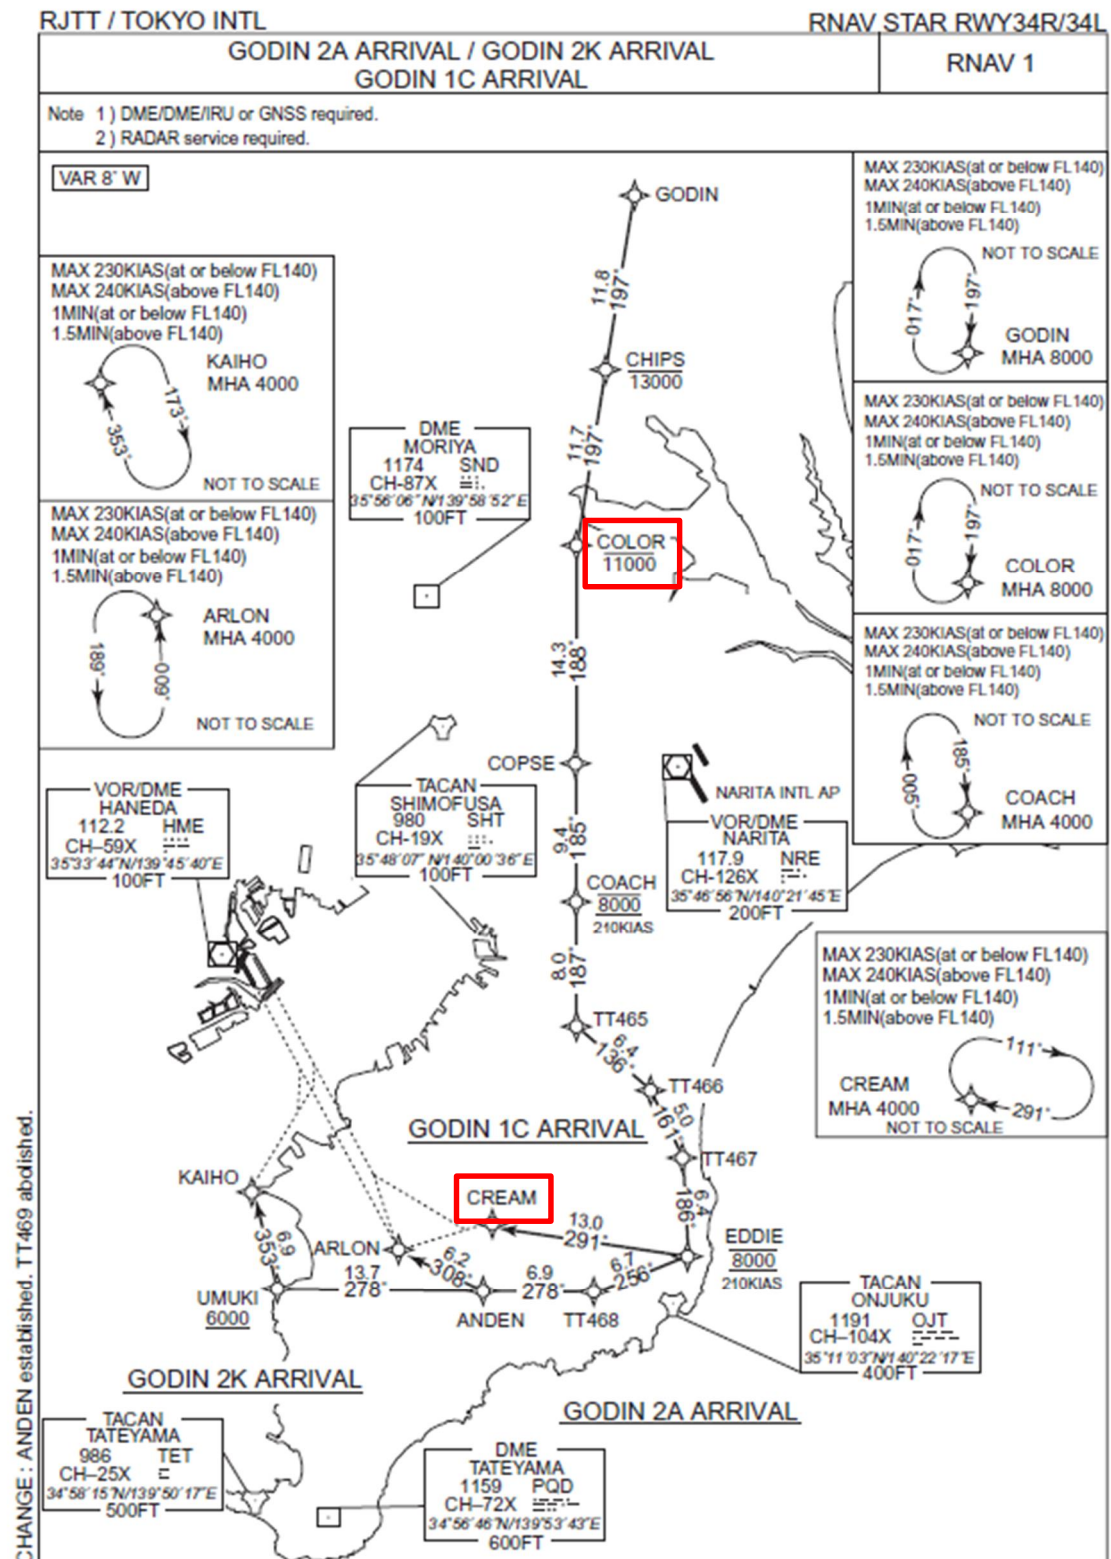 RJTT / TOKYO INTL
RNAV STAR RWY34R/34L
GODIN 2A ARRIVAL / GODIN 2K ARRIVAL
GODIN 1C ARRIVAL
RNAV 1
Note 1 ) DME/DME/IRU or GNSS required.
2 ) RADAR service required.
VAR 8° W
MAX 230KIAS(at or below FL140)
MAX 240KIAS(above FL140)
1MIN(at or below FL140)
1.5MIN(above FL140)
KAIHO
MHA 4000
173°
353°
NOT TO SCALE
MAX 230KIAS(at or below FL140)
MAX 240KIAS(above FL140)
1MIN(at or below FL140)
1.5MIN(above FL140)
ARLON
MHA 4000
189°
009°
NOT TO SCALE
MAX 230KIAS(at or below FL140)
MAX 240KIAS(above FL140)
1MIN(at or below FL140)
1.5MIN(above FL140)
NOT TO SCALE
017°
197°
GODIN
MHA 8000
MAX 230KIAS(at or below FL140)
MAX 240KIAS(above FL140)
1MIN(at or below FL140)
1.5MIN(above FL140)
NOT TO SCALE
017°
197°
COLOR
MHA 8000
MAX 230KIAS(at or below FL140)
MAX 240KIAS(above FL140)
1MIN(at or below FL140)
1.5MIN(above FL140)
NOT TO SCALE
005°
185°
COACH
MHA 4000
GODIN
11.8
197°
CHIPS
13000
11.7
197°
DME
MORIYA
1174 SND
CH-87X
35°56′06″N/139°58′52″E
100FT
COLOR
11000
14.3
188°
COPSE
NARITA INTL AP
VOR/DME
HANEDA
112.2 HME
CH–59X
35°33′44″N/139°45′40″E
100FT
TACAN
SHIMOFUSA
980 SHT
CH-19X
35°48′07″N/140°00′36″E
100FT
9.4
185°
VOR/DME
NARITA
117.9 NRE
CH-126X
35°46′56″N/140°21′45″E
200FT
COACH
8000
210KIAS
8.0
187°
MAX 230KIAS(at or below FL140)
MAX 240KIAS(above FL140)
1MIN(at or below FL140)
1.5MIN(above FL140)
111°
291°
CREAM
MHA 4000
NOT TO SCALE
TT465
6.4
136°
TT466
5.0
161°
GODIN 1C ARRIVAL
TT467
6.4
186°
KAIHO
CREAM
13.0
291°
EDDIE
8000
210KIAS
6.9
353°
ARLON
6.2
308°
6.7
256°
UMUKI
6000
13.7
278°
ANDEN
6.9
278°
TT468
TACAN
ONJUKU
1191 OJT
CH–104X
35°11′03″N/140°22′17″E
400FT
GODIN 2K ARRIVAL
GODIN 2A ARRIVAL
TACAN
TATEYAMA
986 TET
CH–25X
34°58′15″N/139°50′17″E
500FT
DME
TATEYAMA
1159 PQD
CH–72X
34°56′46″N/139°53′43″E
600FT
CHANGE : ANDEN established. TT469 abolished.